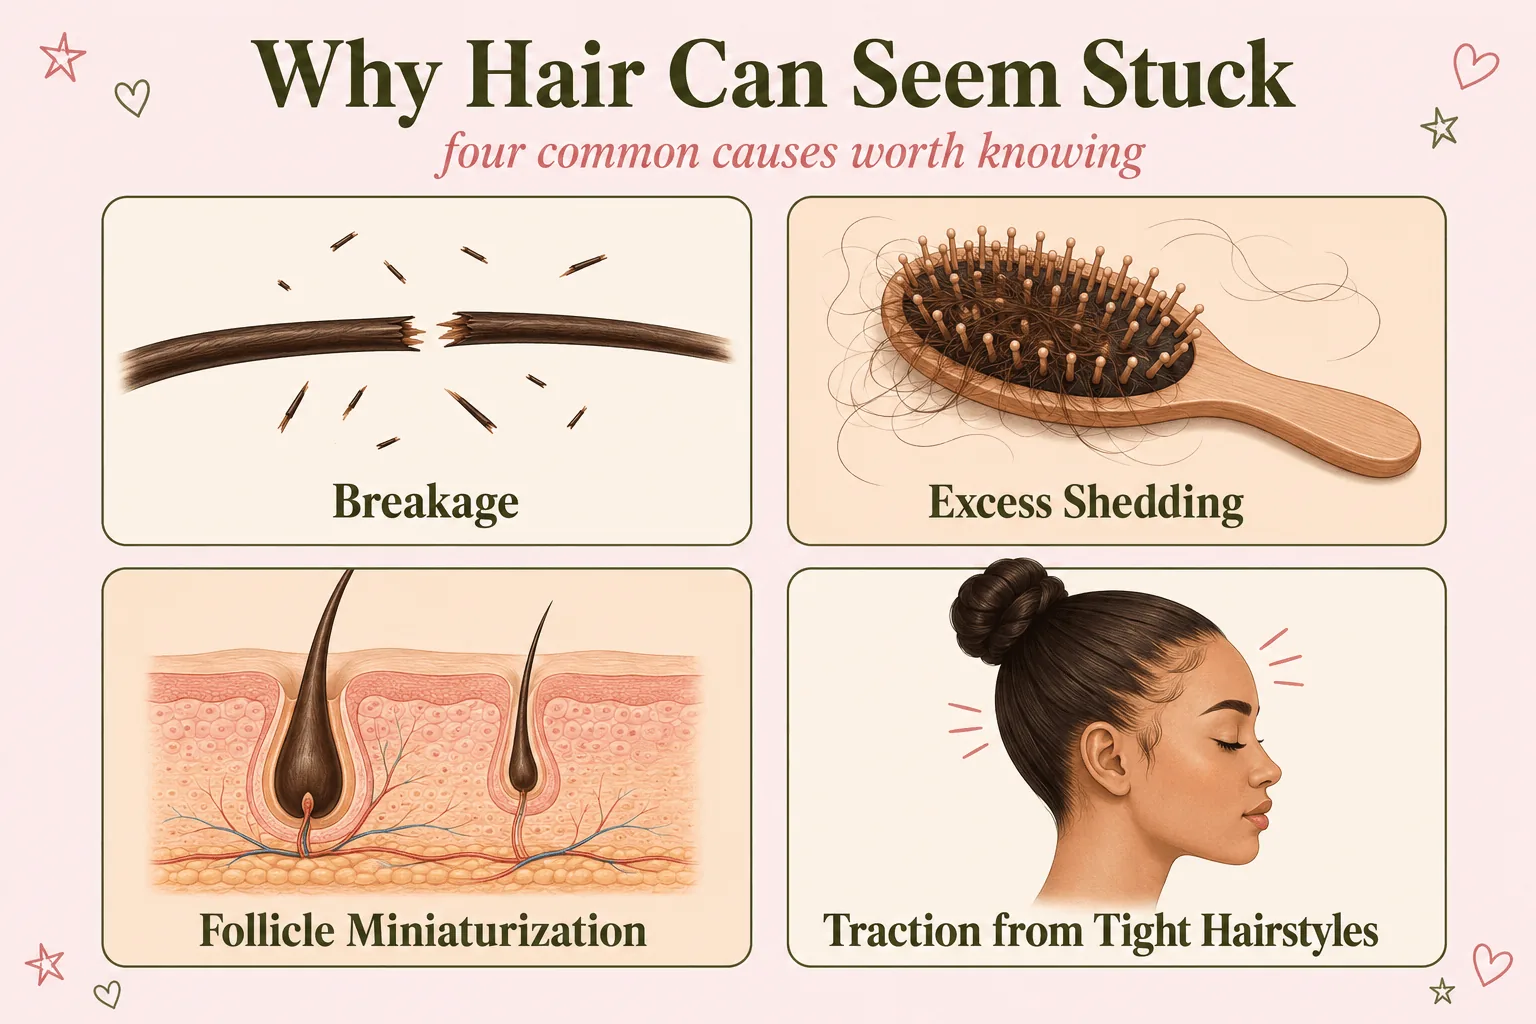 Why Hair Can Seem Stuck
four common causes worth knowing
Breakage
Excess Shedding
Follicle Miniaturization
Traction from Tight Hairstyles